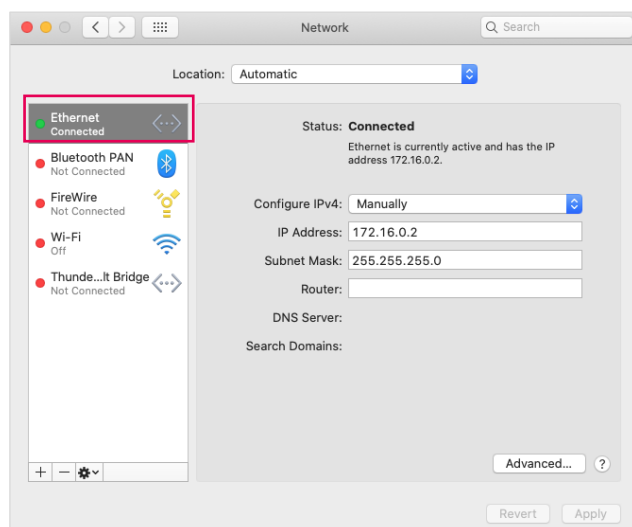 Network
Search
Location: Automatic
Ethernet
Connected
Bluetooth PAN
Not Connected
FireWire
Not Connected
Wi-Fi
Off
Thunde...lt Bridge
Not Connected
Status: Connected
Ethernet is currently active and has the IP
address 172.16.0.2.
Configure IPv4: Manually
IP Address: 172.16.0.2
Subnet Mask: 255.255.255.0
Router:
DNS Server:
Search Domains:
Advanced... ?
Revert Apply